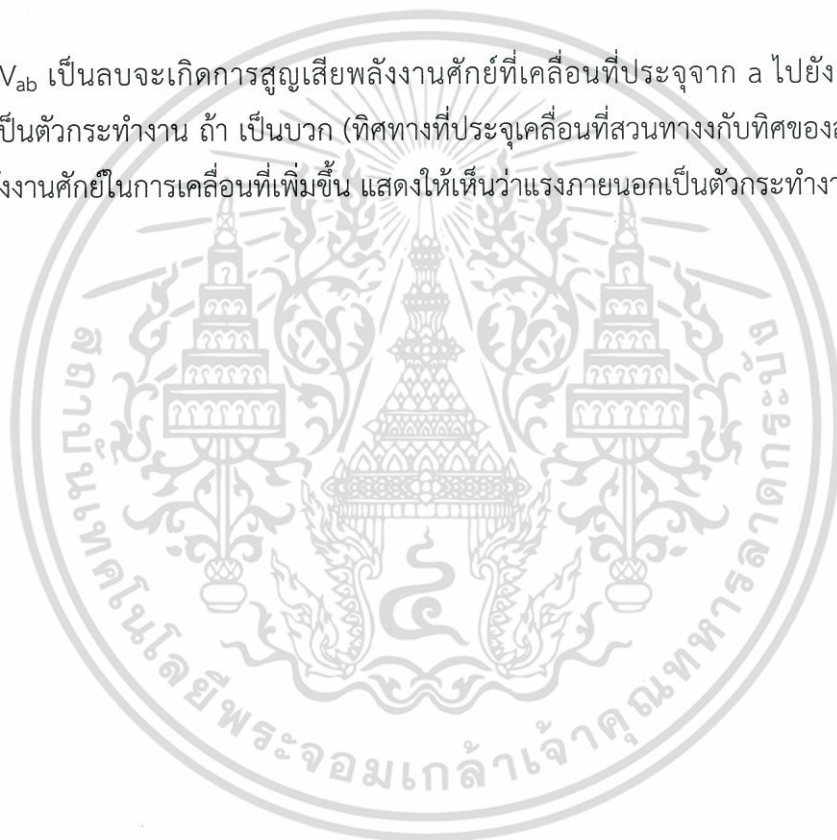 V_ab เป็นลบจะเกิดการสูญเสียพลังงานศักย์ที่เคลื่อนที่ประจุจาก a ไปยัง
ป็นตัวกระทำงาน ถ้า เป็นบวก (ทิศทางที่ประจุเคลื่อนที่สวนทางงกับทิศของ
ังงานศักย์ในการเคลื่อนที่เพิ่มขึ้น แสดงให้เห็นว่าแรงภายนอกเป็นตัวกระทำงา
สถาบันเทคโนโลยีพระจอมเกล้าเจ้าคุณทหารลาดกระบัง